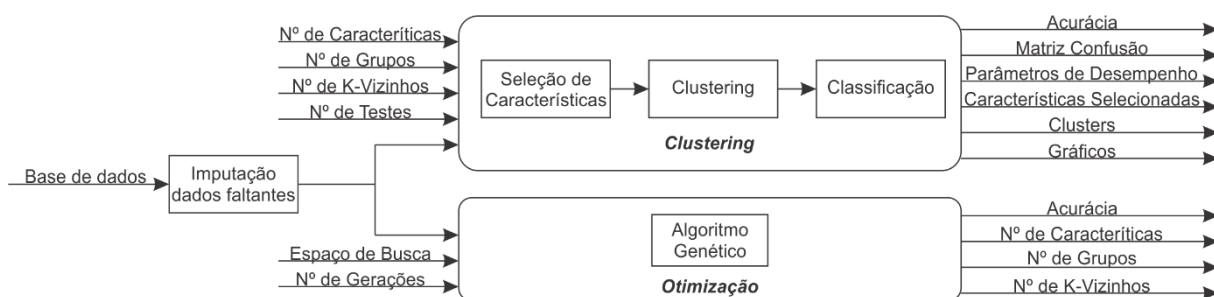 Base de dados
Imputação
dados faltantes
Nº de Caracteríticas
Nº de Grupos
Nº de K-Vizinhos
Nº de Testes
Seleção de
Características
Clustering
Classificação
Clustering
Acurácia
Matriz Confusão
Parâmetros de Desempenho
Características Selecionadas
Clusters
Gráficos
Espaço de Busca
Nº de Gerações
Algoritmo
Genético
Otimização
Acurácia
Nº de Caracteríticas
Nº de Grupos
Nº de K-Vizinhos